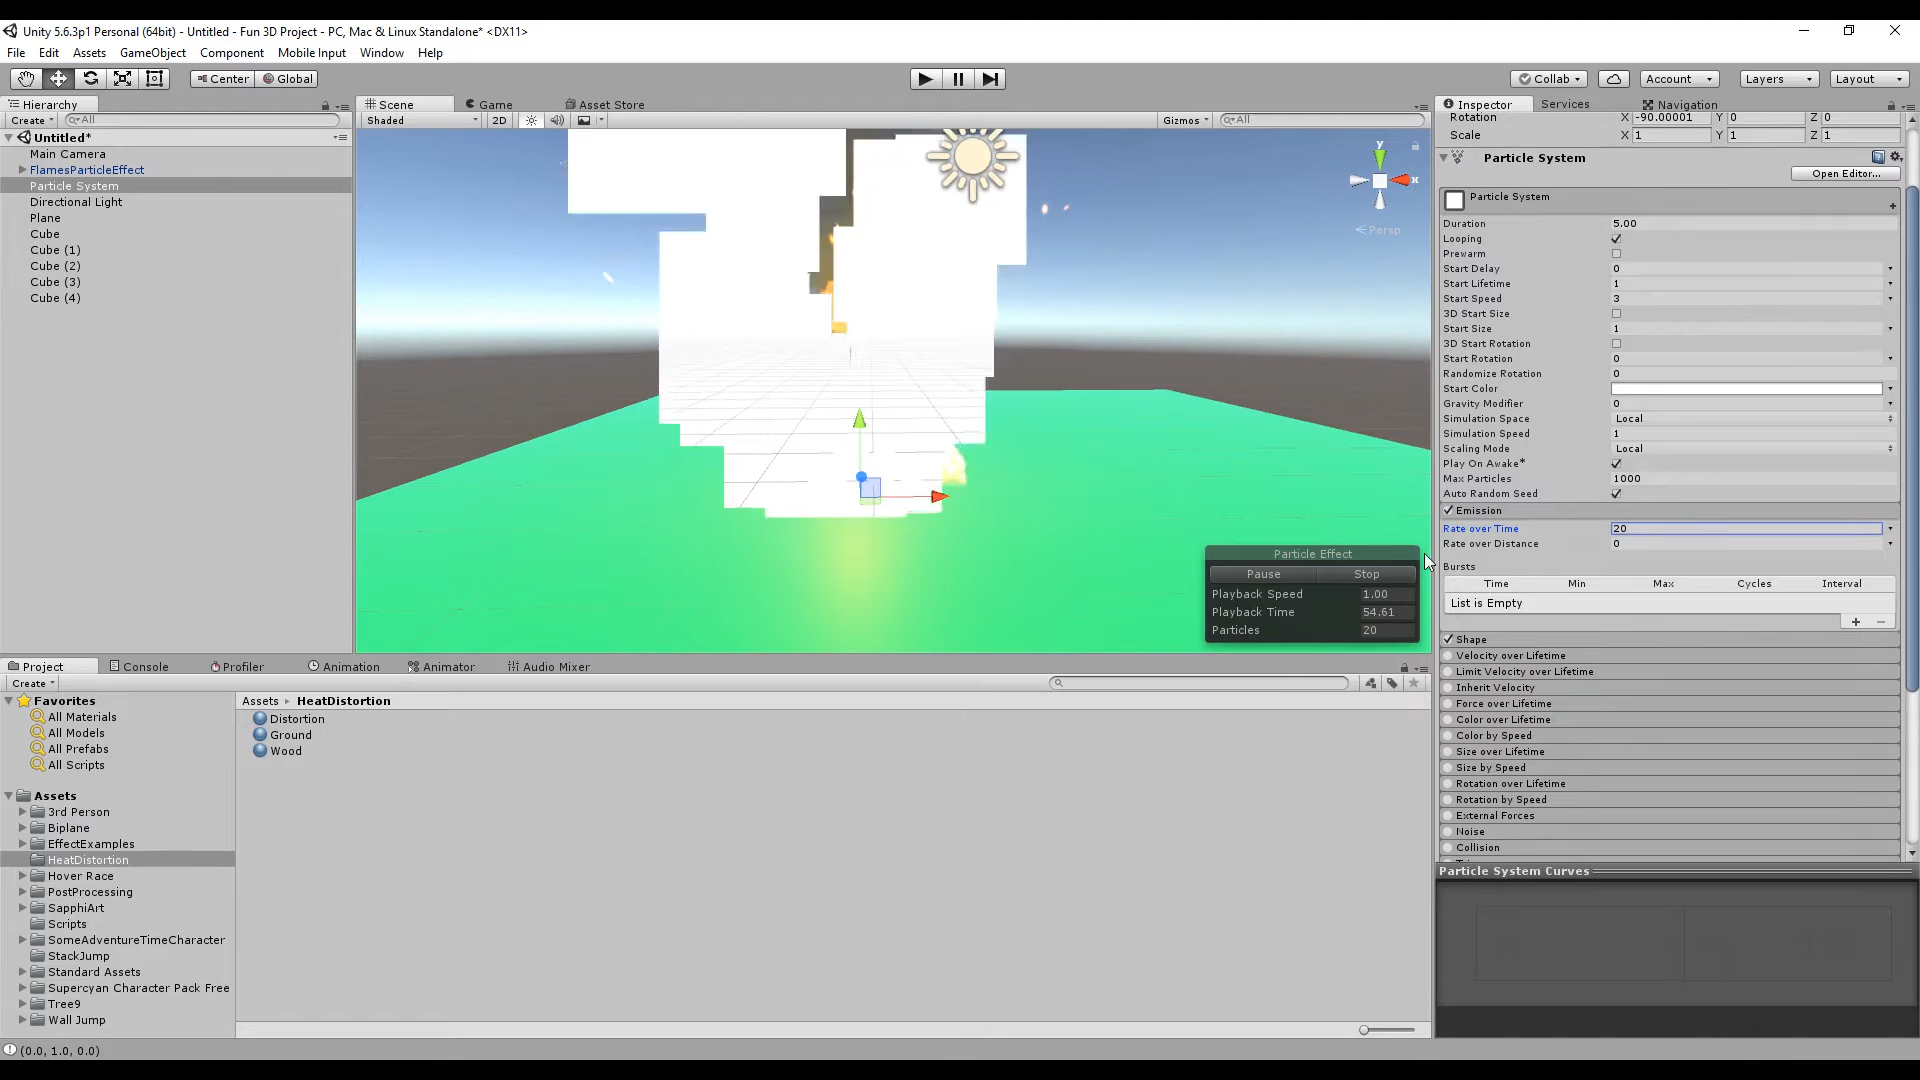 Unity 5.6.3p1 Personal (64bit) - Untitled - Fun 3D Project - PC, Mac & Linux Standalone* <DX11>
File Edit Assets GameObject Component Mobile Input Window Help
Center Global Collab Account Layers Layout
Hierarchy
Create All
Untitled*
Main Camera
FlamesParticleEffect
Particle System
Directional Light
Plane
Cube
Cube (1)
Cube (2)
Cube (3)
Cube (4)
Scene Game Asset Store
Shaded 2D Gizmos All
y
x
Persp
Particle Effect
Pause Stop
Playback Speed 1.00
Playback Time 54.61
Particles 20
Inspector Services Navigation
Rotation X -90.00001 Y 0 Z 0
Scale X 1 Y 1 Z 1
Particle System
Open Editor...
Particle System
Duration 5.00
Looping
Prewarm
Start Delay 0
Start Lifetime 1
Start Speed 3
3D Start Size
Start Size 1
3D Start Rotation
Start Rotation 0
Randomize Rotation 0
Start Color
Gravity Modifier 0
Simulation Space Local
Simulation Speed 1
Scaling Mode Local
Play On Awake*
Max Particles 1000
Auto Random Seed
Emission
Rate over Time 20
Rate over Distance 0
Bursts
Time Min Max Cycles Interval
List is Empty
Shape
Velocity over Lifetime
Limit Velocity over Lifetime
Inherit Velocity
Force over Lifetime
Color over Lifetime
Color by Speed
Size over Lifetime
Size by Speed
Rotation over Lifetime
Rotation by Speed
External Forces
Noise
Collision
Particle System Curves
Project Console Profiler Animation Animator Audio Mixer
Create
Favorites
All Materials
All Models
All Prefabs
All Scripts
Assets
3rd Person
Biplane
EffectExamples
HeatDistortion
Hover Race
PostProcessing
SapphiArt
Scripts
SomeAdventureTimeCharacter
StackJump
Standard Assets
Supercyan Character Pack Free
Tree9
Wall Jump
Assets HeatDistortion
Distortion
Ground
Wood
(0.0, 1.0, 0.0)